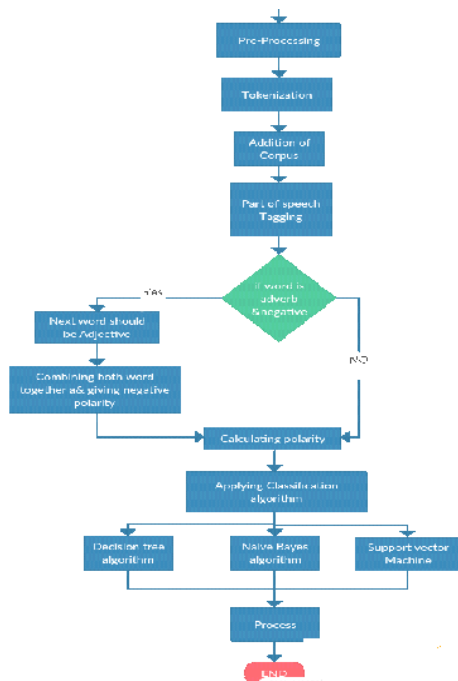 Pre-Processing
Tokenization
Addition of
Corpus
Part of speech
Tagging
If word is
adverb
&negative
Yes
NO
Next word should
be Adjective
Combining both word
together a& giving negative
polarity
Calculating polarity
Applying Classification
algorithm
Decision tree
algorithm
Naive Bayes
algorithm
Support vector
Machine
Process
END